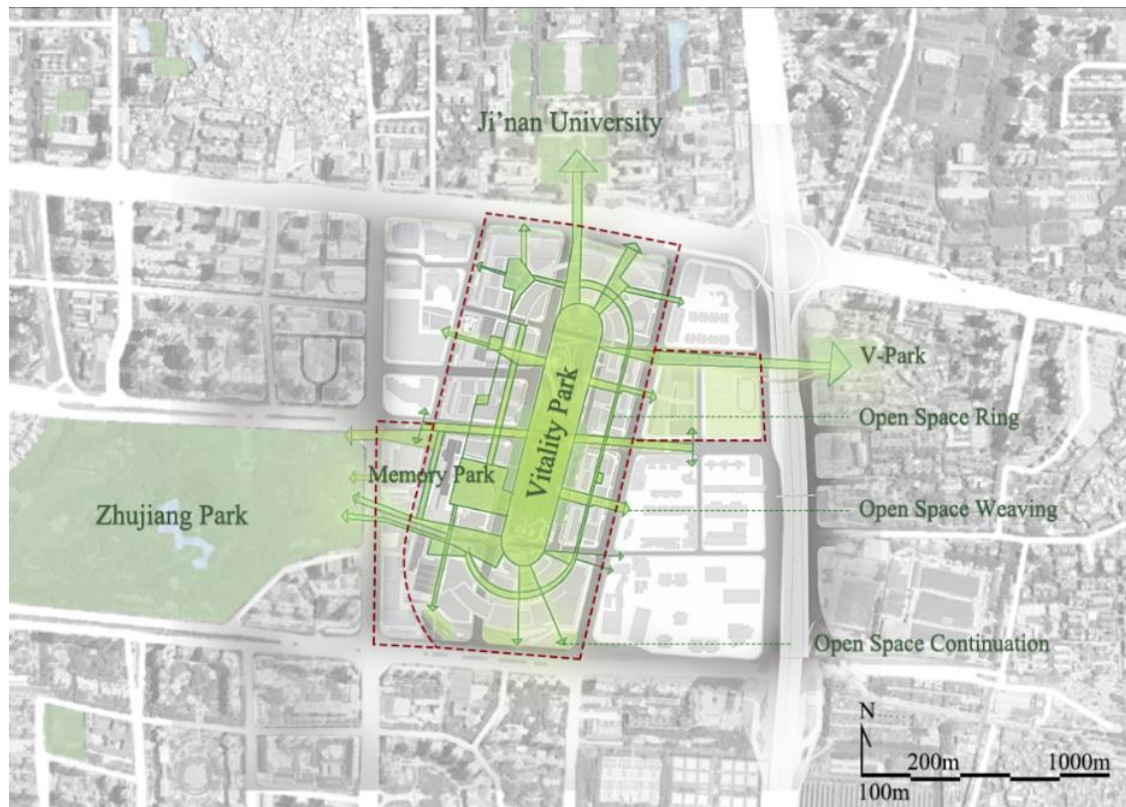 Ji'nan University
V-Park
Vitality Park
Open Space Ring
Memory Park
Zhujiang Park
Open Space Weaving
Open Space Continuation
N
200m
1000m
100m